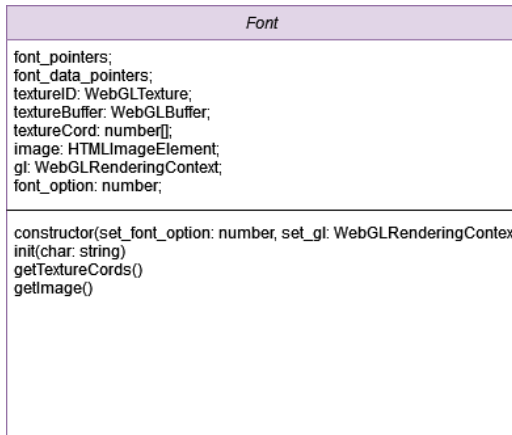 Font
font_pointers;
font_data_pointers;
textureID: WebGLTexture;
textureBuffer: WebGLBuffer;
textureCord: number[];
image: HTMLImageElement;
gl: WebGLRenderingContext;
font_option: number;
constructor(set_font_option: number, set_gl: WebGLRenderingContex
init(char: string)
getTextureCords()
getImage()